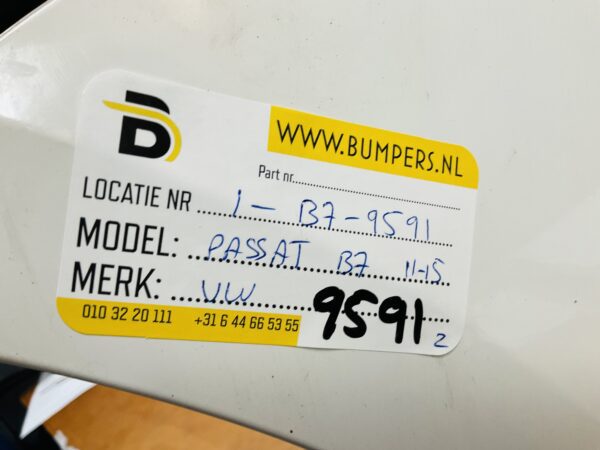 B
WWW.BUMPERS.NL
Part nr
LOCATIE NR 1 - B7 - 9591
MODEL: PASSAT B7 11-15
MERK: VW 9591 2
010 32 20 111 +31 6 44 66 53 55